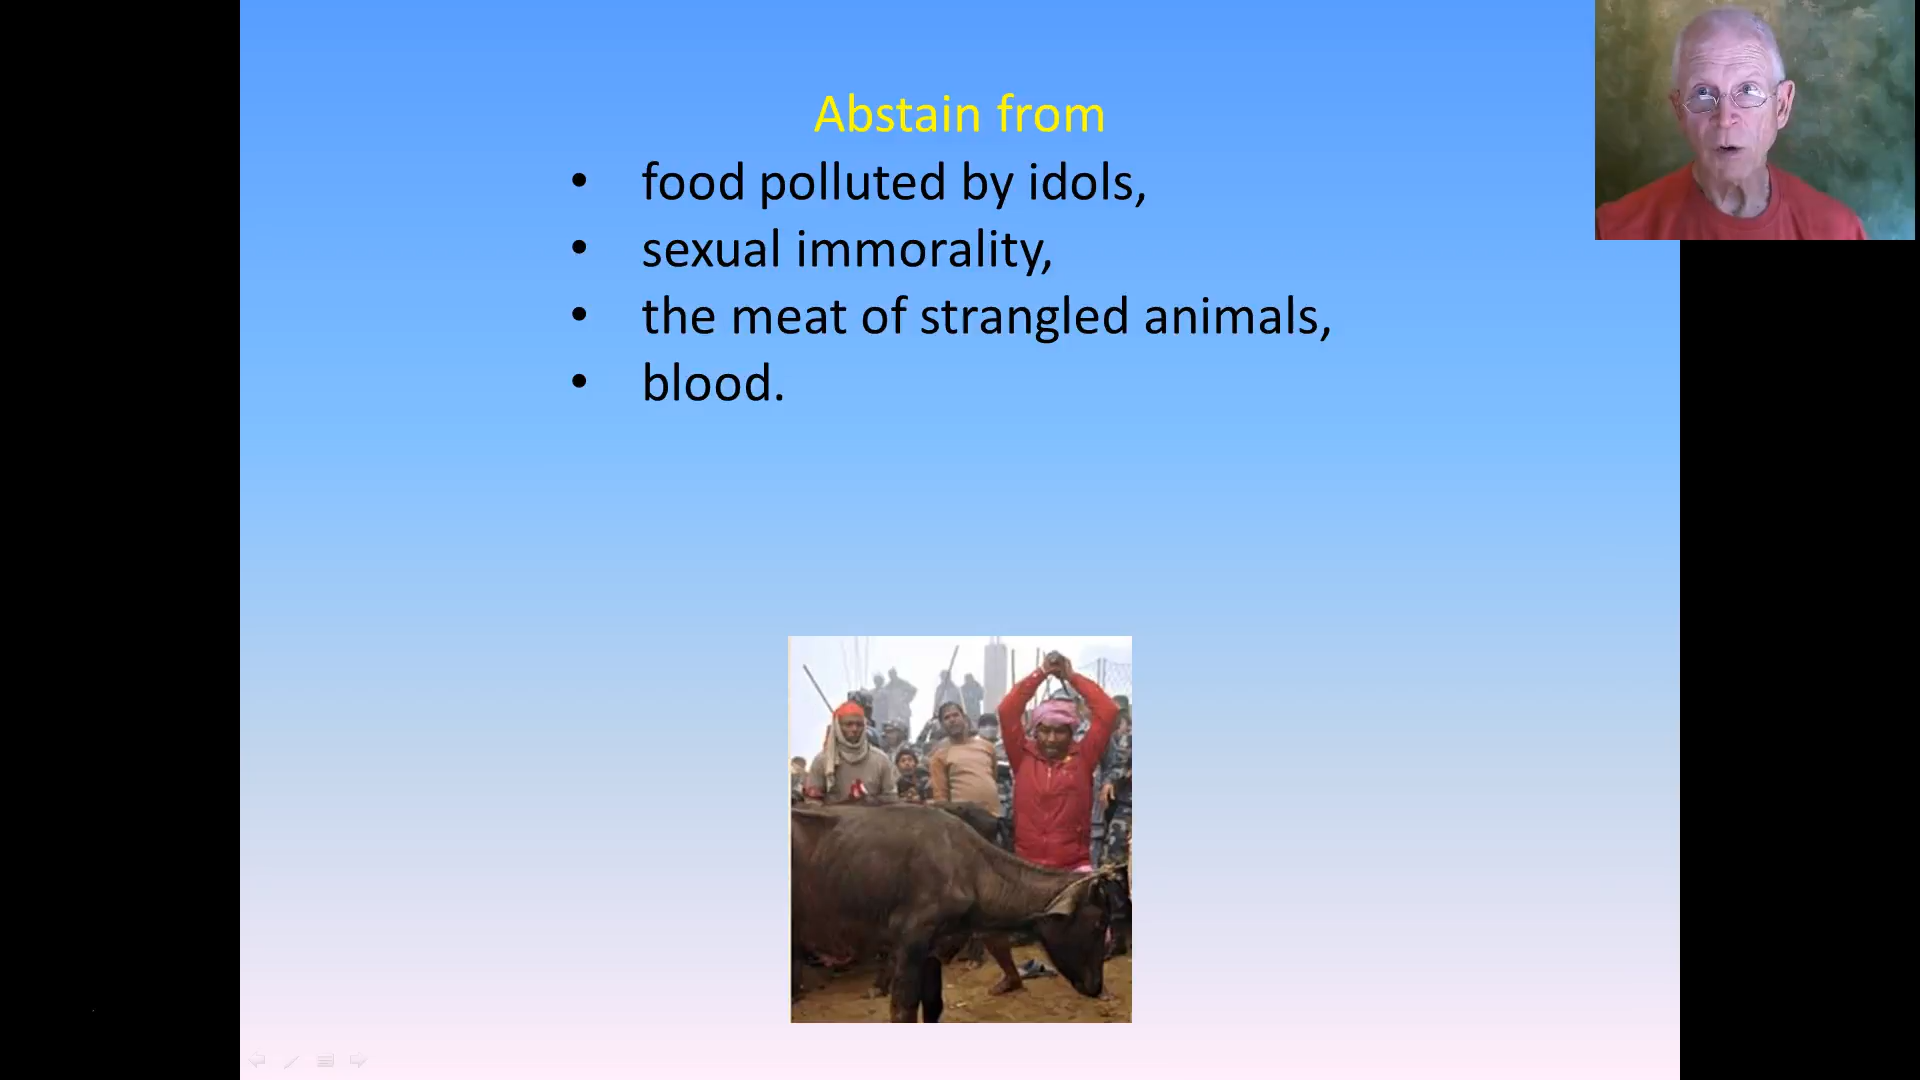 Abstain from
• food polluted by idols,
• sexual immorality,
• the meat of strangled animals,
• blood.